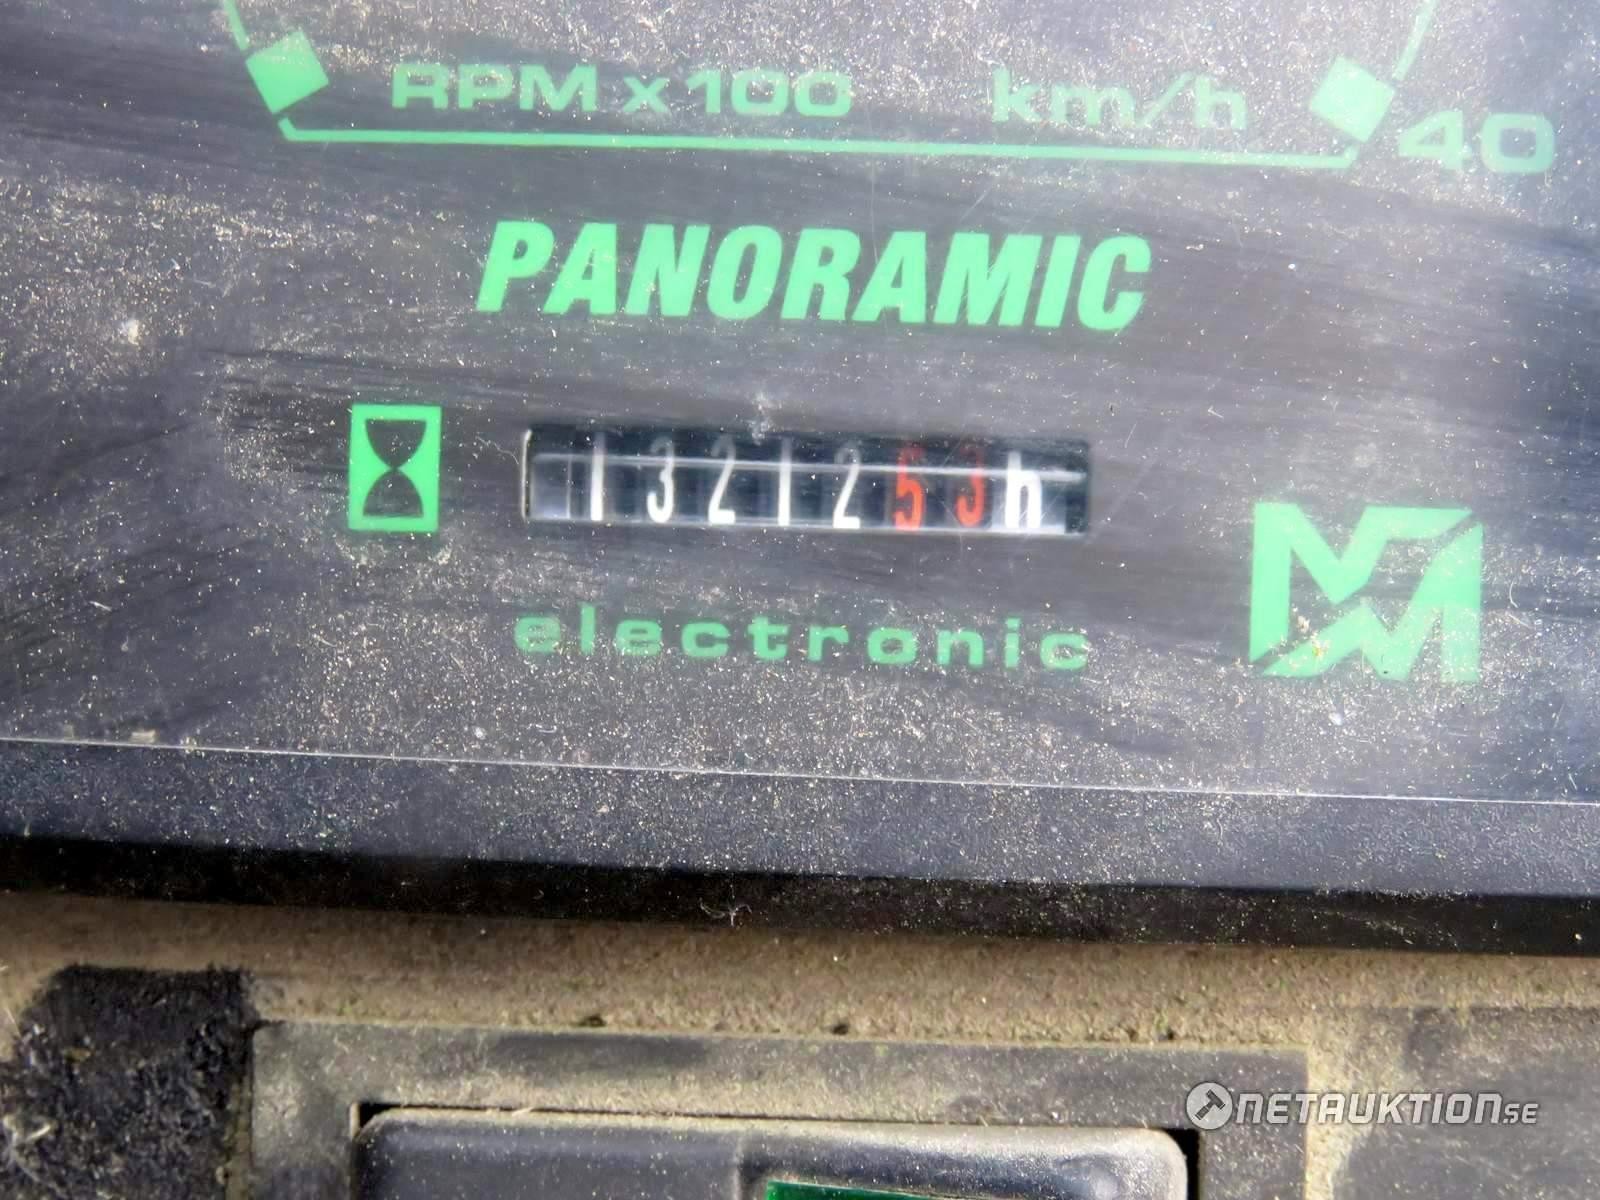 RPM x 100 km/h
40
PANORAMIC
1321253h
electronic
NETAUKTION.SE